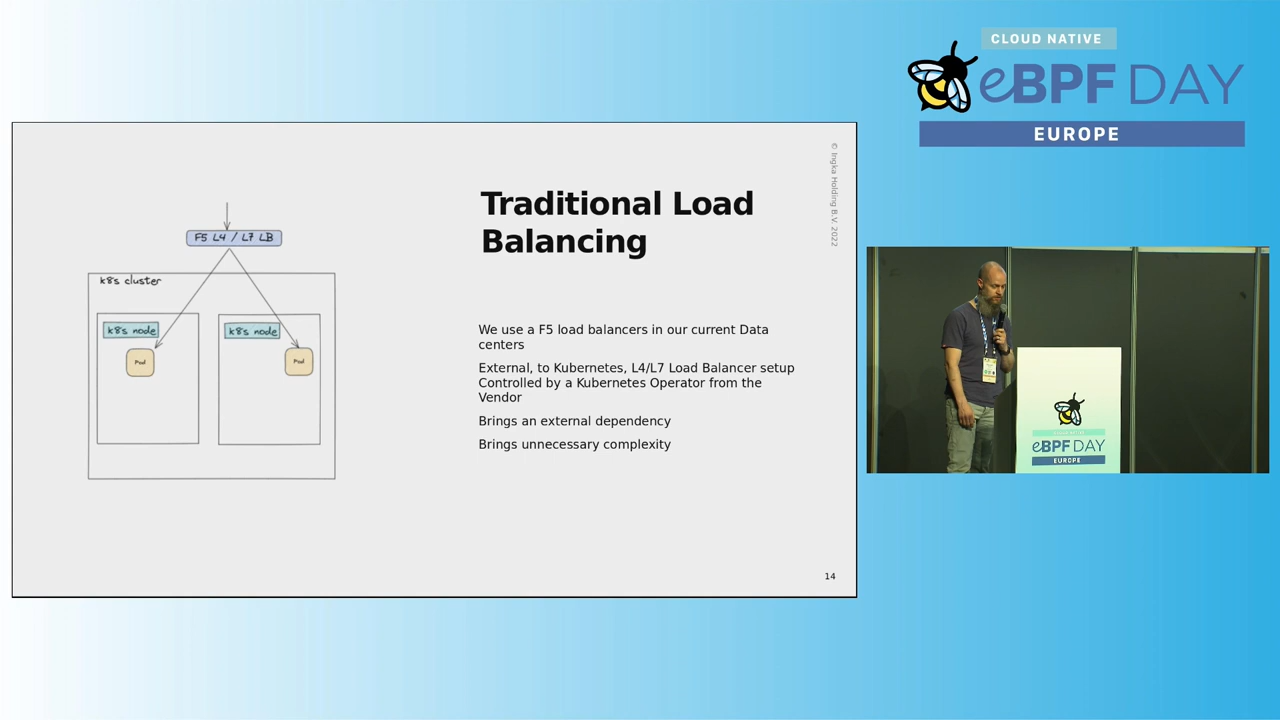 CLOUD NATIVE
eBPF DAY
EUROPE
© Ingka Holding B.V. 2022
Traditional Load
Balancing
F5 L4 / L7 LB
k8s cluster
k8s node
k8s node
Pod
Pod
We use a F5 load balancers in our current Data
centers
External, to Kubernetes, L4/L7 Load Balancer setup
Controlled by a Kubernetes Operator from the
Vendor
Brings an external dependency
Brings unnecessary complexity
14
eBPF DAY
EUROPE